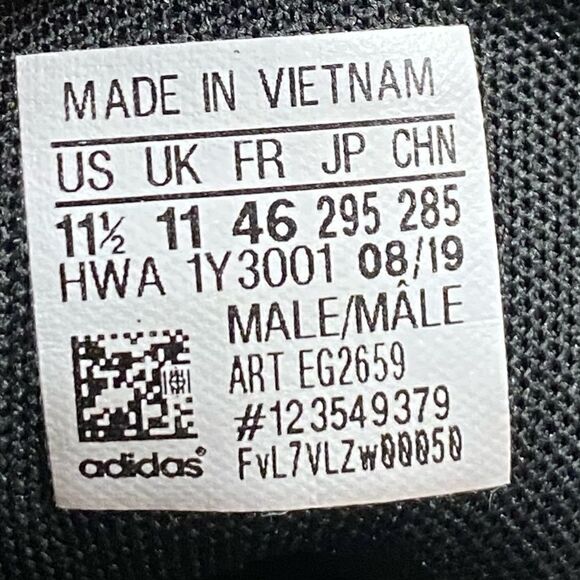 MADE IN VIETNAM
US UK FR JP CHN
11½ 11 46 295 285
HWA 1Y3001 08/19
MALE/MÂLE
ART EG2659
#123549379
adidas® FvL7VLZw00050